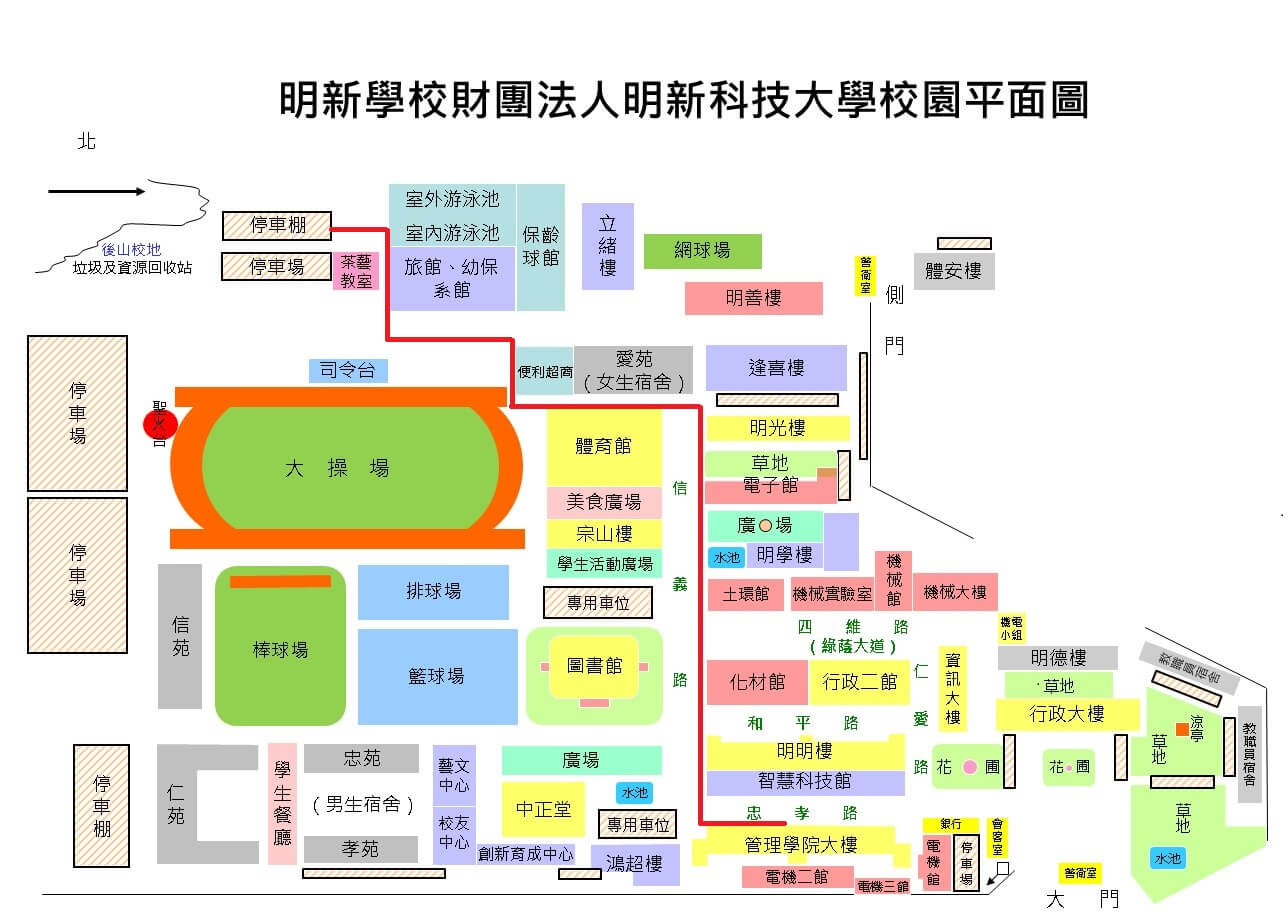 明新學校財團法人明新科技大學校園平面圖
北
後山校地
垃圾及資源回收站
停車棚
停車場
茶藝
教室
室外游泳池
室內游泳池
旅館、幼保
系館
保齡
球館
立緒樓
網球場
明善樓
警衛室
側門
體安樓
停車場
停車場
司令台
聖火台
大操場
便利超商
愛苑
（女生宿舍）
逢喜樓
明光樓
草地
電子館
體育館
美食廣場
宗山樓
學生活動廣場
專用車位
圖書館
信義路
廣場
水池
明學樓
土環館
機械實驗室
機械館
機械大樓
四維路
（綠蔭大道）
信苑
棒球場
排球場
籃球場
化材館
行政二館
仁愛路
資訊大樓
機電
小組
明德樓
草地
行政大樓
教職員宿舍
涼亭
草地
教職員宿舍
和平路
明明樓
智慧科技館
花圃
花圃
忠孝路
停車棚
仁苑
學生餐廳
忠苑
（男生宿舍）
孝苑
藝文
中心
校友
中心
廣場
中正堂
水池
專用車位
創新育成中心
鴻超樓
管理學院大樓
電機二館
電機三館
銀行
電機館
停車場
會客室
警衛室
大門
草地
水池